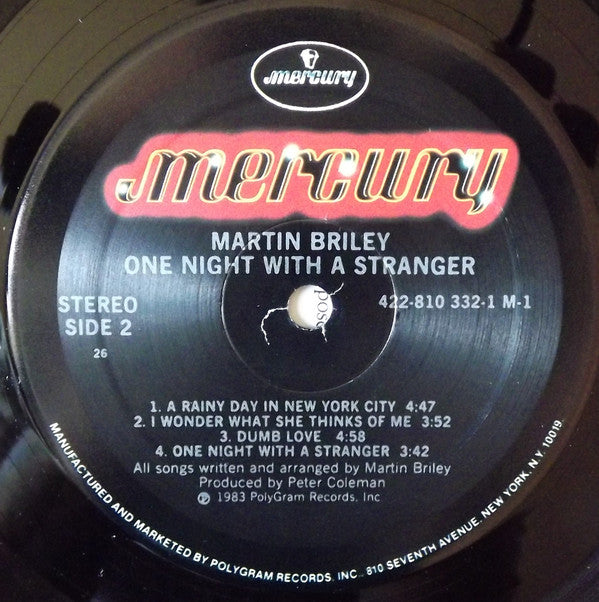 mercury
mercury
MARTIN BRILEY
ONE NIGHT WITH A STRANGER
STEREO
SIDE 2
26
422-810 332-1 M-1
pose
1. A RAINY DAY IN NEW YORK CITY 4:47
2. I WONDER WHAT SHE THINKS OF ME 3:52
3. DUMB LOVE 4:58
4. ONE NIGHT WITH A STRANGER 3:42
All songs written and arranged by Martin Briley
Produced by Peter Coleman
℗ 1983 PolyGram Records, Inc
MANUFACTURED AND MARKETED BY POLYGRAM RECORDS, INC., 810 SEVENTH AVENUE, NEW YORK, N.Y. 10019